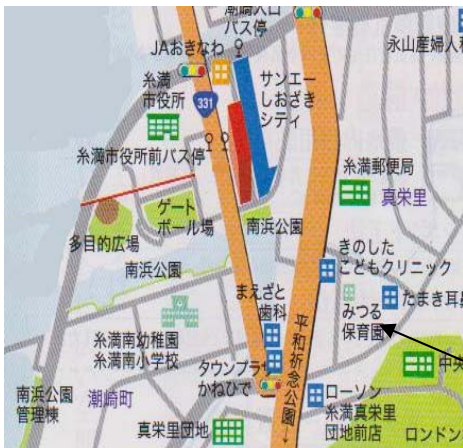 潮崎入口
バス停
JAおきなわ
永山産婦人
糸満
市役所
サンエー
しおざき
シティ
331
糸満市役所前バス停
糸満郵便局
真栄里
ゲート
ボール場
南浜公園
多目的広場
きのした
こどもクリニック
南浜公園
まえざと
歯科
みつる
保育園
たまき耳鼻
糸満南幼稚園
糸満南小学校
平和祈念公園
タウンプラザ
かねひで
中央
南浜公園
管理棟
潮崎町
ローソン
糸満真栄里
団地前店
真栄里団地
ロンドン